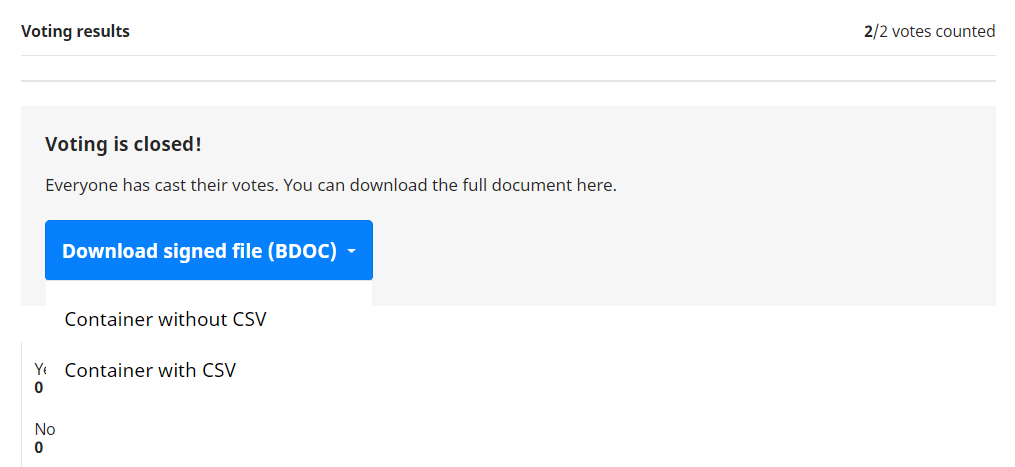 Voting results
2/2 votes counted
Voting is closed!
Everyone has cast their votes. You can download the full document here.
Download signed file (BDOC)
Container without CSV
Container with CSV
0
No
0